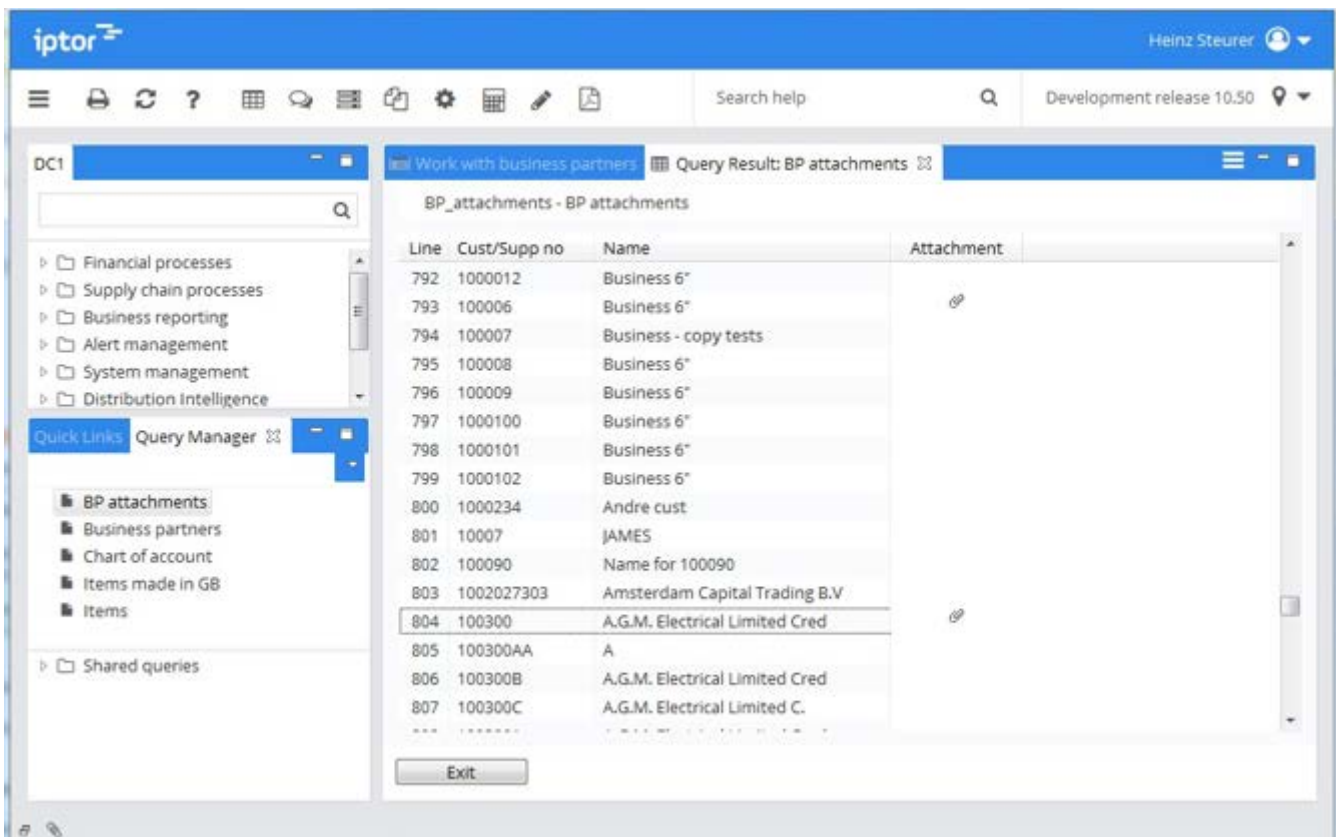 iptor
Heinz Steurer
?
Search help
Development release 10.50
DC1
Financial processes
Supply chain processes
Business reporting
Alert management
System management
Distribution Intelligence
Quick Links Query Manager
BP attachments
Business partners
Chart of account
Items made in GB
Items
Shared queries
Work with business partners Query Result: BP attachments
BP_attachments - BP attachments
Line Cust/Supp no Name Attachment
792 1000012 Business 6"
793 100006 Business 6"
794 100007 Business - copy tests
795 100008 Business 6"
796 100009 Business 6"
797 1000100 Business 6"
798 1000101 Business 6"
799 1000102 Business 6"
800 1000234 Andre cust
801 10007 JAMES
802 100090 Name for 100090
803 1002027303 Amsterdam Capital Trading B.V
804 100300 A.G.M. Electrical Limited Cred
805 100300AA A
806 100300B A.G.M. Electrical Limited Cred
807 100300C A.G.M. Electrical Limited C.
Exit